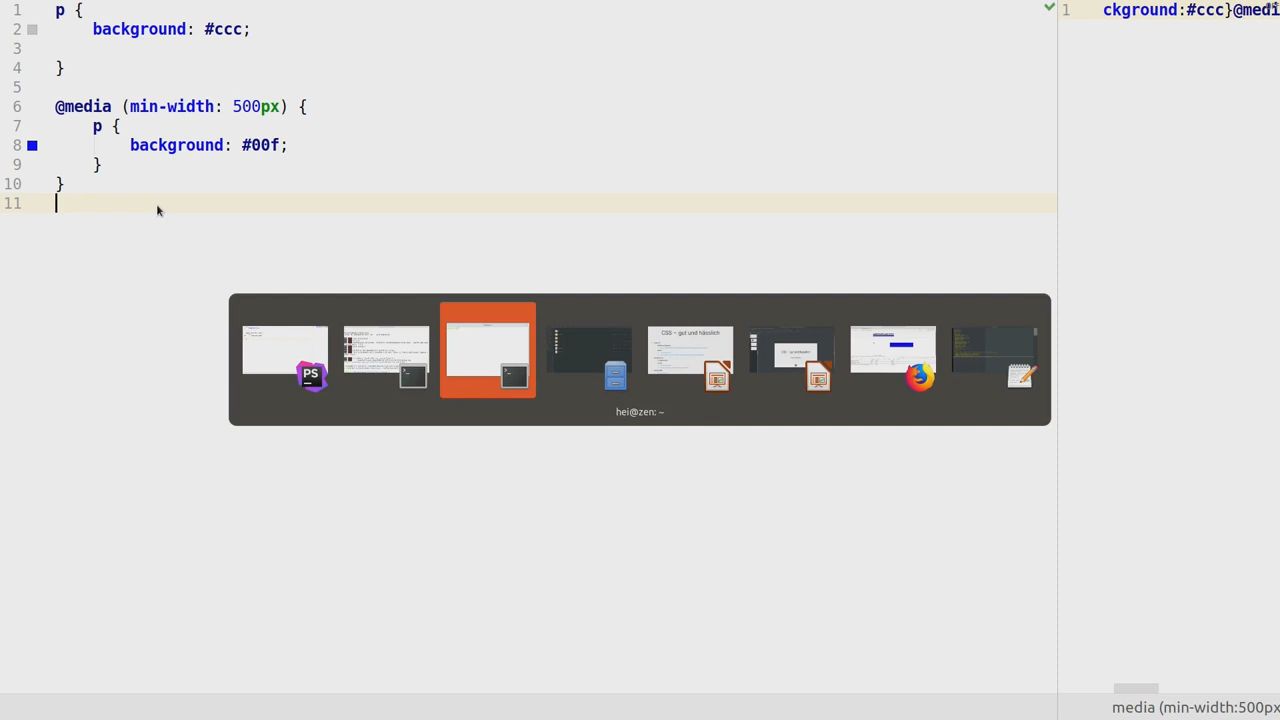 1 p {
2 background: #ccc;
3
4 }
5
6 @media (min-width: 500px) {
7 p {
8 background: #00f;
9 }
10 }
11
1 ckground:#ccc}@medi
PS
CSS – gut und hässlich
hei@zen: ~
media (min-width:500px